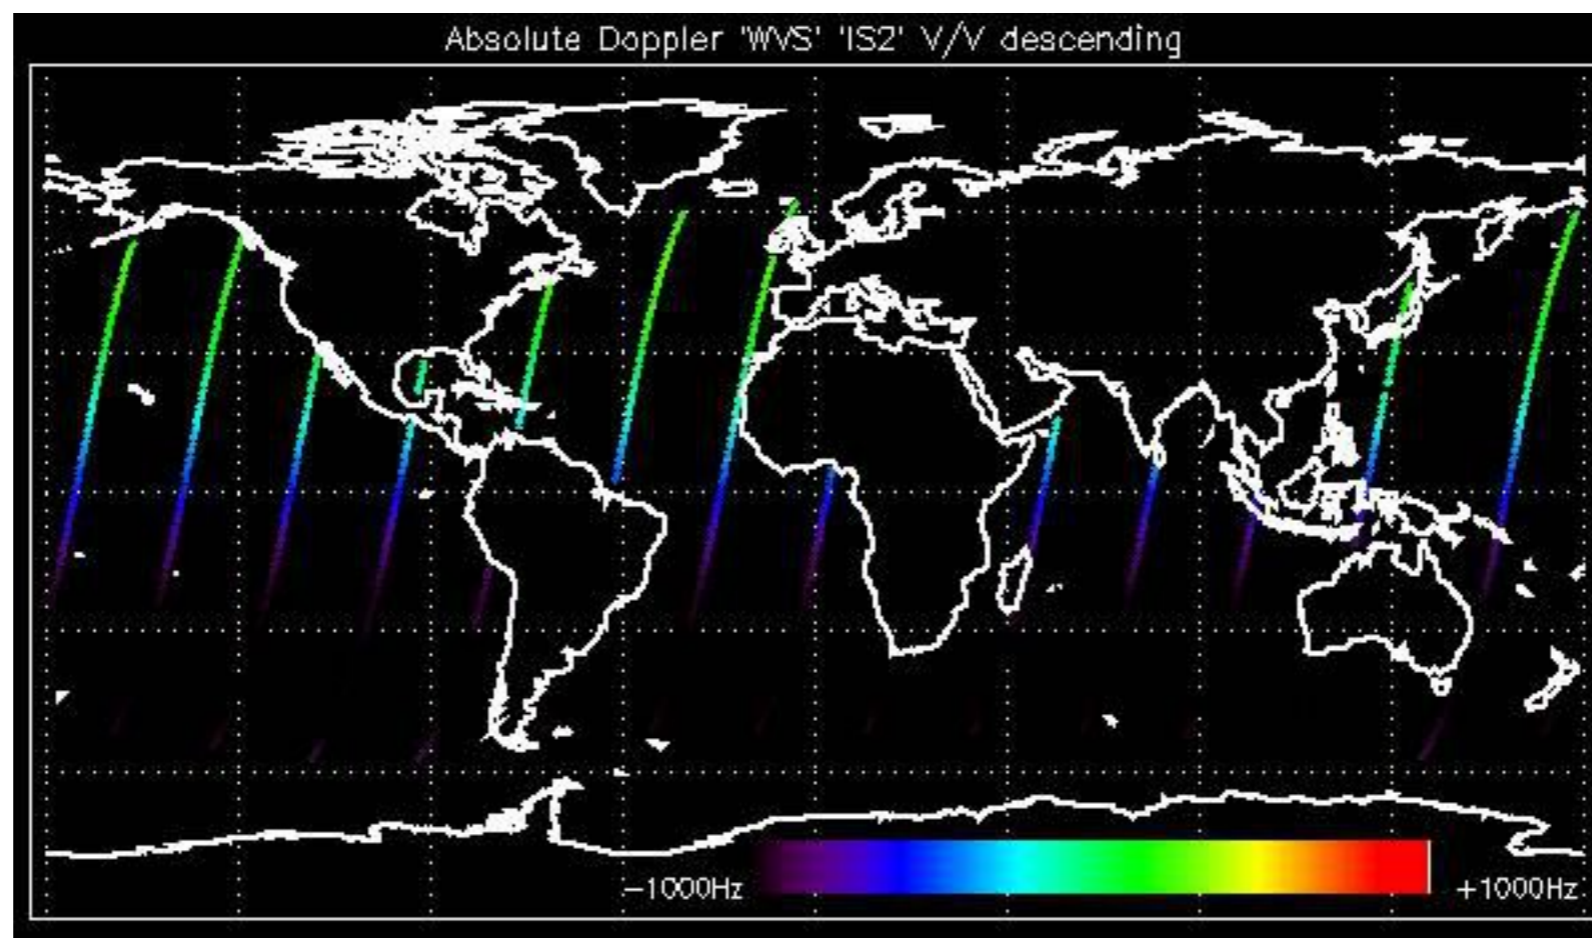 Absolute Doppler 'WVS' 'IS2' V/V descending
-1000Hz +1000Hz